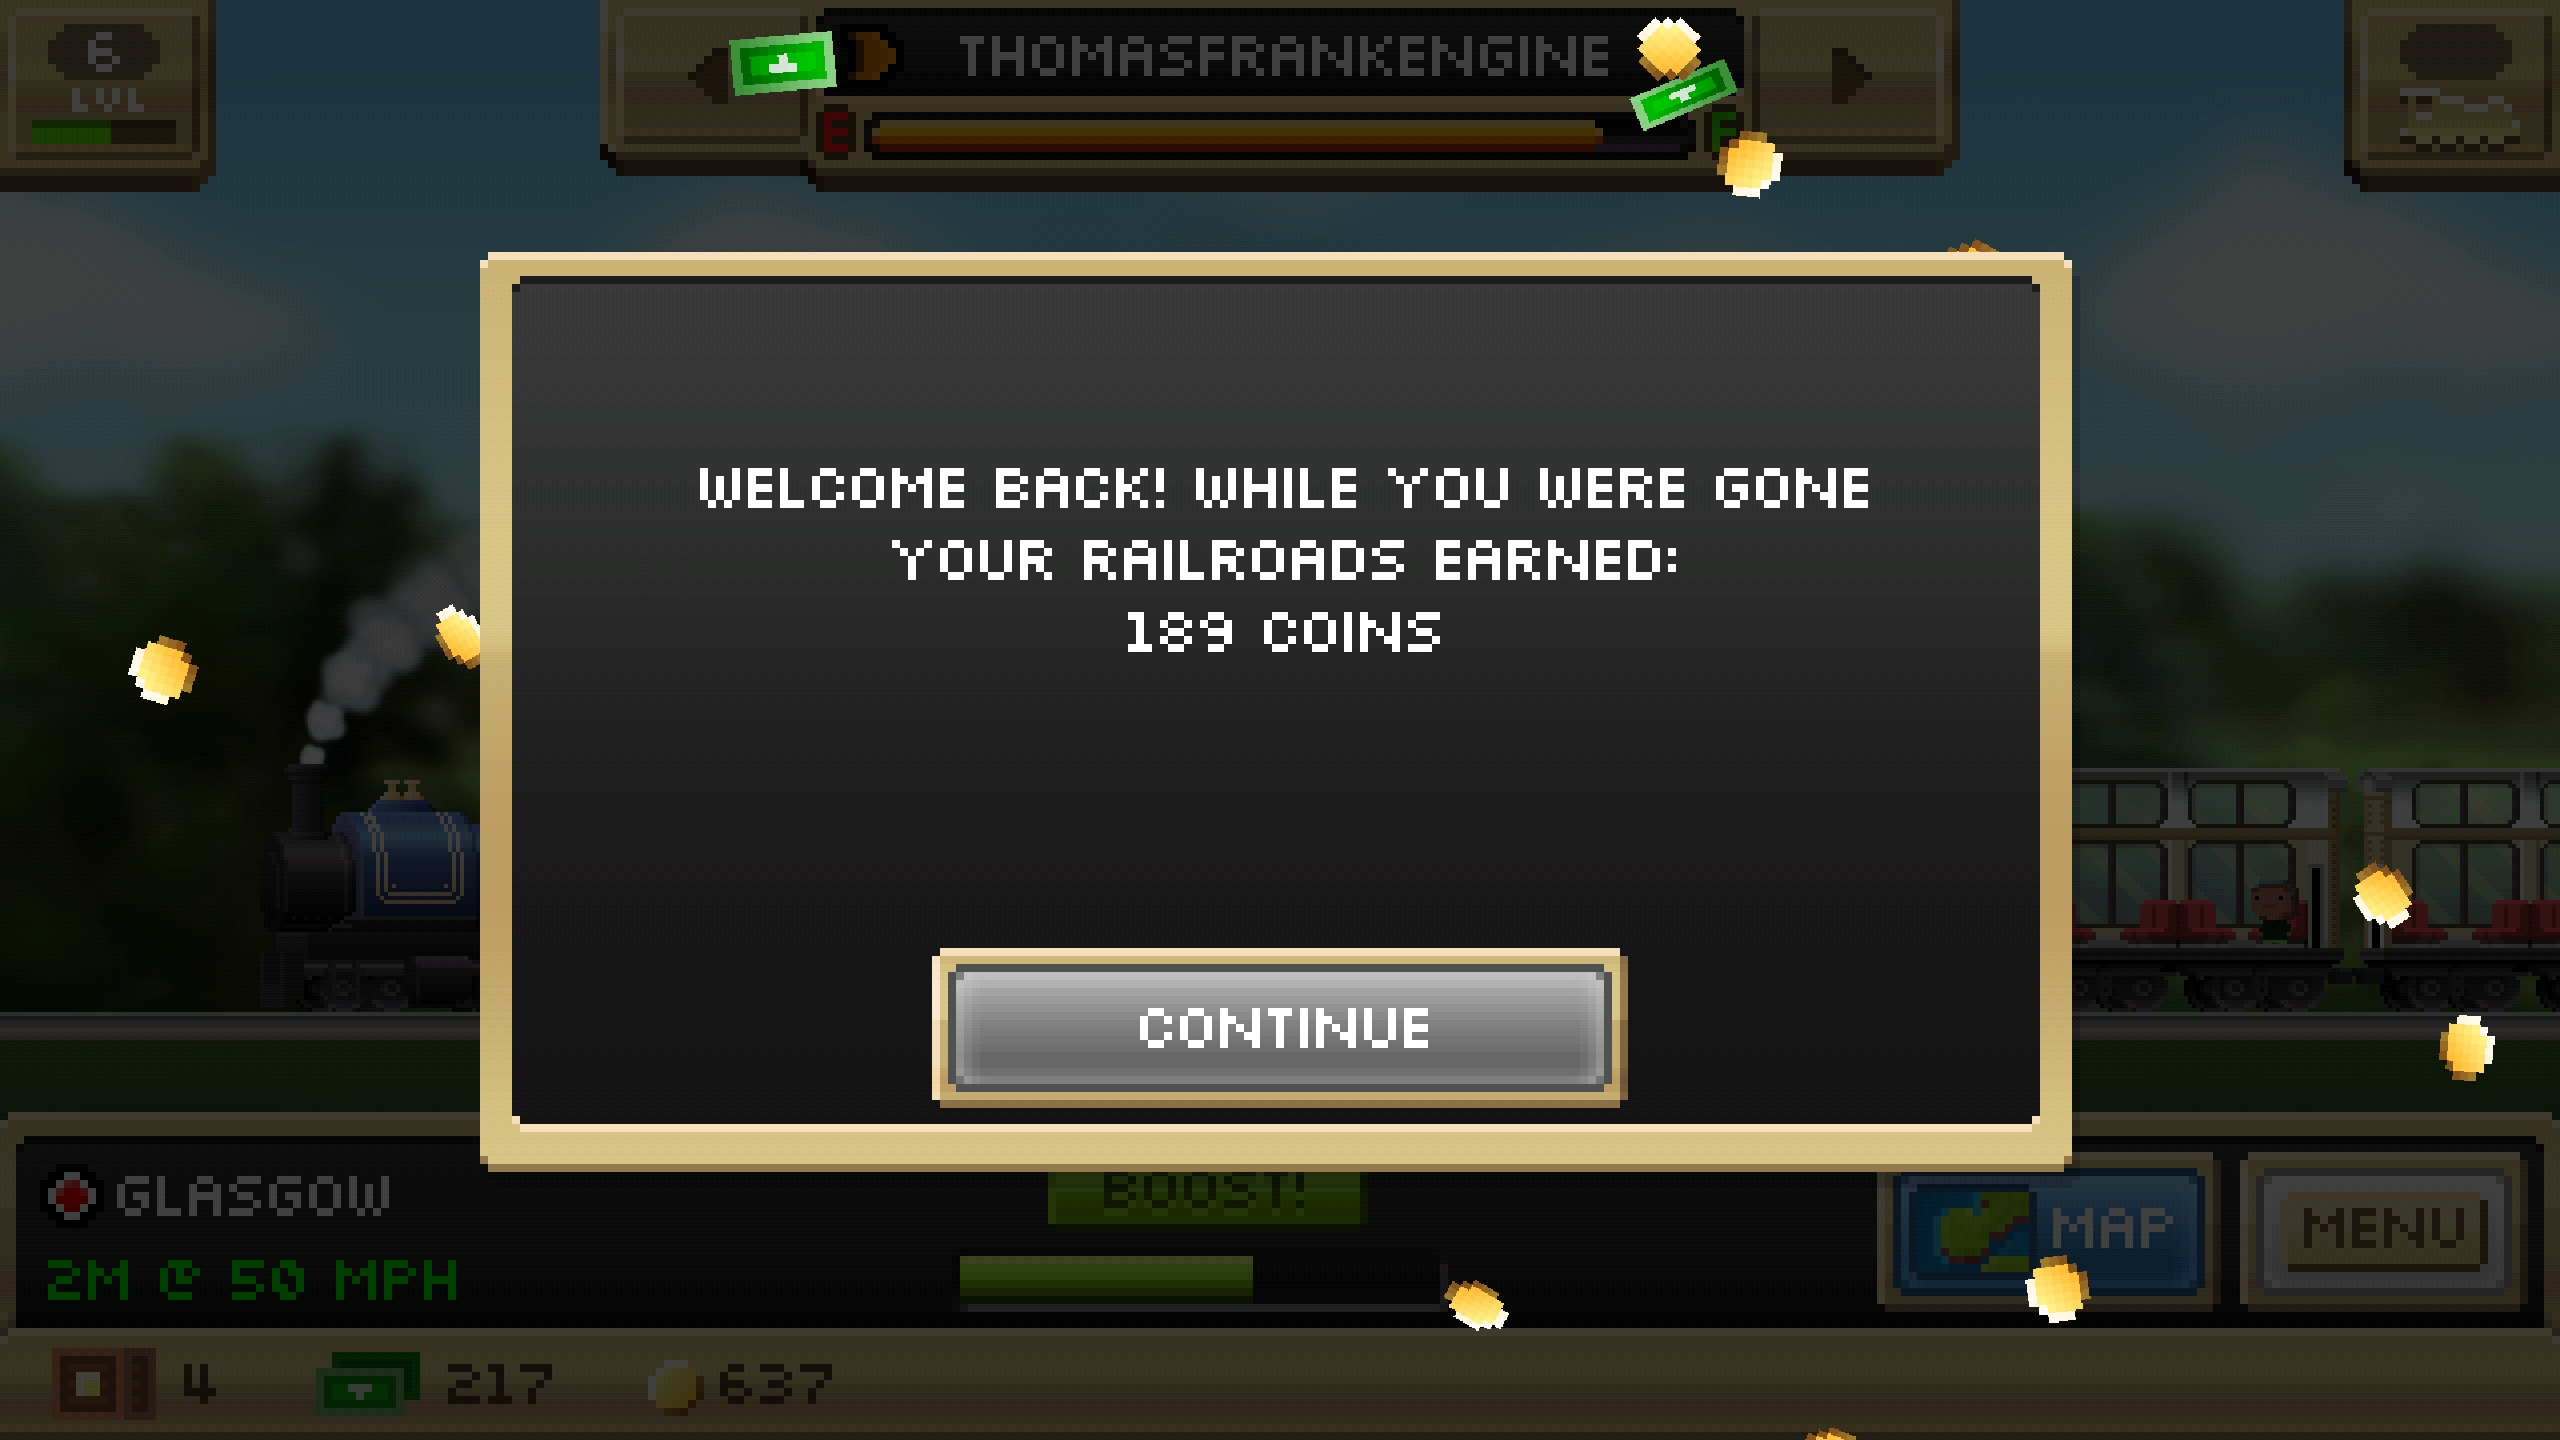 6
LVL
THOMASFRANKENGINE
E F
WELCOME BACK! WHILE YOU WERE GONE
YOUR RAILROADS EARNED:
189 COINS
CONTINUE
GLASGOW
2M @ 50 MPH
BOOST!
MAP
MENU
4 217 637